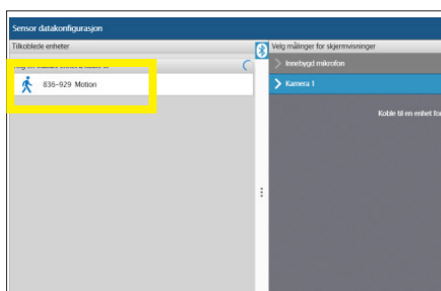 Sensor datakonfigurasjon
Tilkoblede enheter
Velg målinger for skjermvisninger
Innebygd mikrofon
836-929 Motion
Kamera 1
Koble til en enhet for